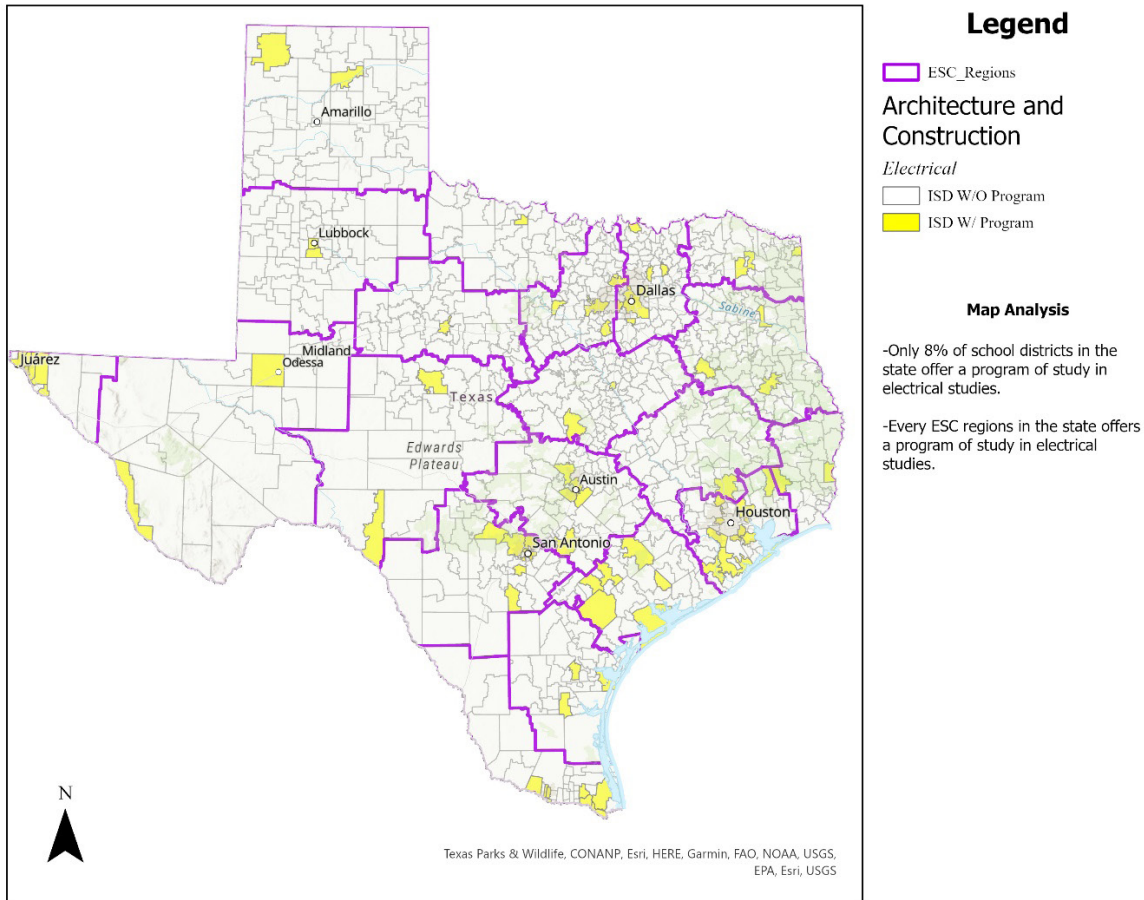 Amarillo
Lubbock
Dallas
Sabine
Juárez
Midland
Odessa
Texas
Edwards
Plateau
Austin
Houston
San Antonio
N
Texas Parks & Wildlife, CONANP, Esri, HERE, Garmin, FAO, NOAA, USGS,
EPA, Esri, USGS
Legend
ESC_Regions
Architecture and
Construction
Electrical
ISD W/O Program
ISD W/ Program
Map Analysis
-Only 8% of school districts in the
state offer a program of study in
electrical studies.
-Every ESC regions in the state offers
a program of study in electrical
studies.